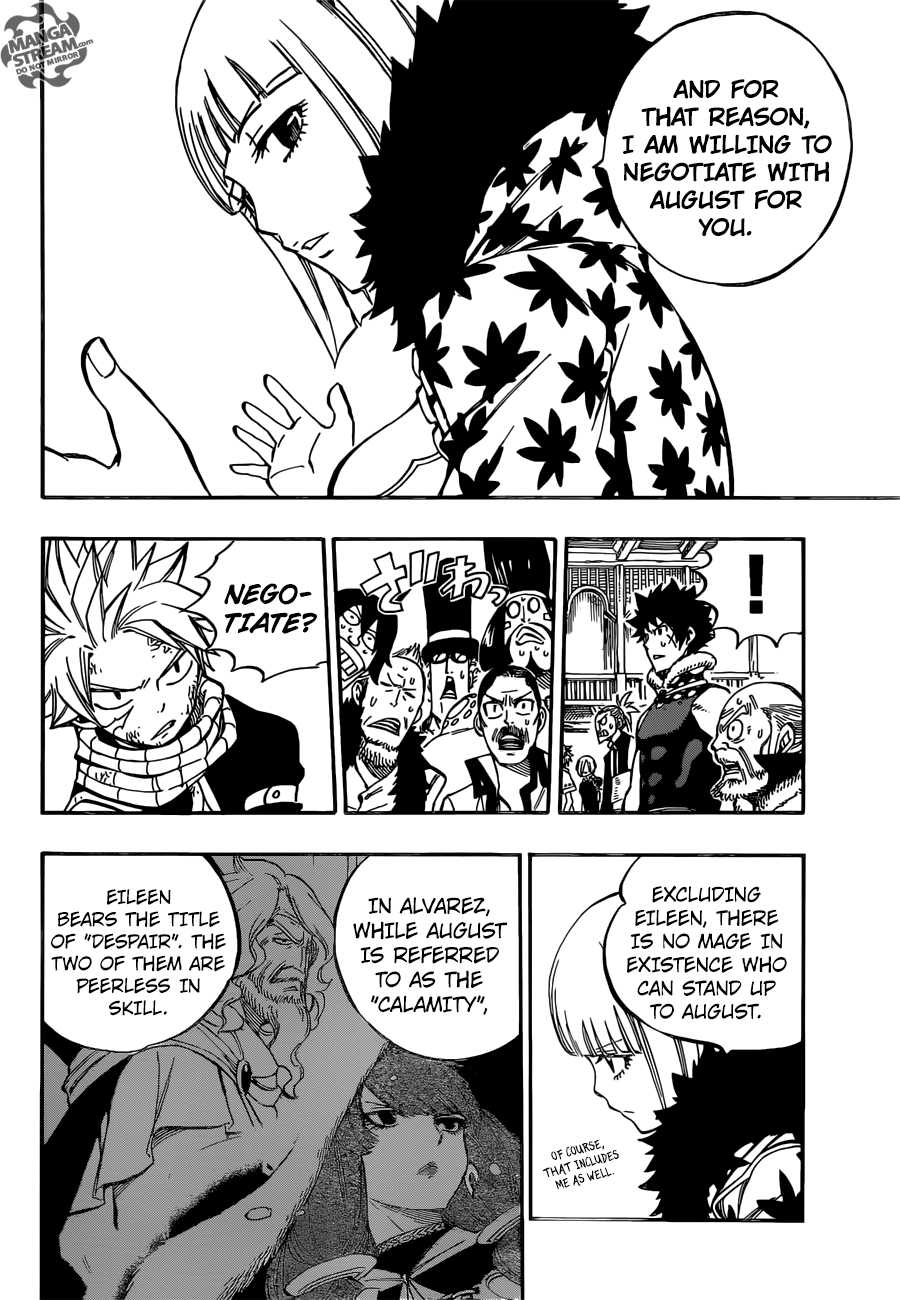 MANGA
STREAM.com
DO NOT MIRROR
AND FOR
THAT REASON,
I AM WILLING TO
NEGOTIATE WITH
AUGUST FOR
YOU.
!
ざわっ
NEGO-
TIATE?
EXCLUDING
EILEEN, THERE
IS NO MAGE IN
EXISTENCE WHO
CAN STAND UP
TO AUGUST.
OF COURSE,
THAT INCLUDES
ME AS WELL.
IN ALVAREZ,
WHILE AUGUST
IS REFERRED
TO AS THE
"CALAMITY",
EILEEN
BEARS THE TITLE
OF "DESPAIR". THE
TWO OF THEM ARE
PEERLESS IN
SKILL.